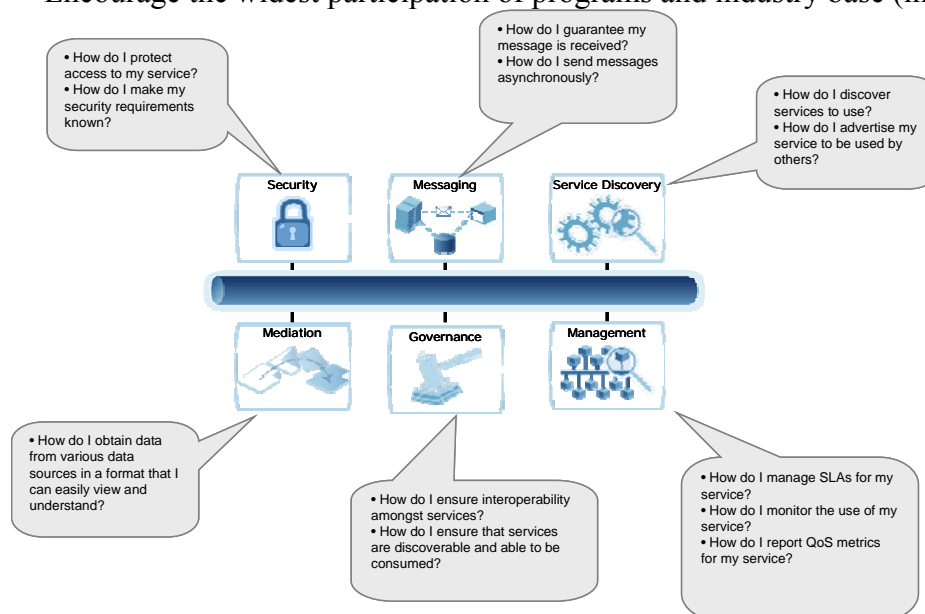 Encourage the widest participation of programs and industry base (in
• How do I protect
access to my service?
• How do I make my
security requirements
known?
• How do I guarantee my
message is received?
• How do I send messages
asynchronously?
• How do I discover
services to use?
• How do I advertise my
service to be used by
others?
Security
Messaging
Service Discovery
Mediation
Governance
Management
• How do I obtain data
from various data
sources in a format that I
can easily view and
understand?
• How do I ensure interoperability
amongst services?
• How do I ensure that services
are discoverable and able to be
consumed?
• How do I manage SLAs for my
service?
• How do I monitor the use of my
service?
• How do I report QoS metrics
for my service?